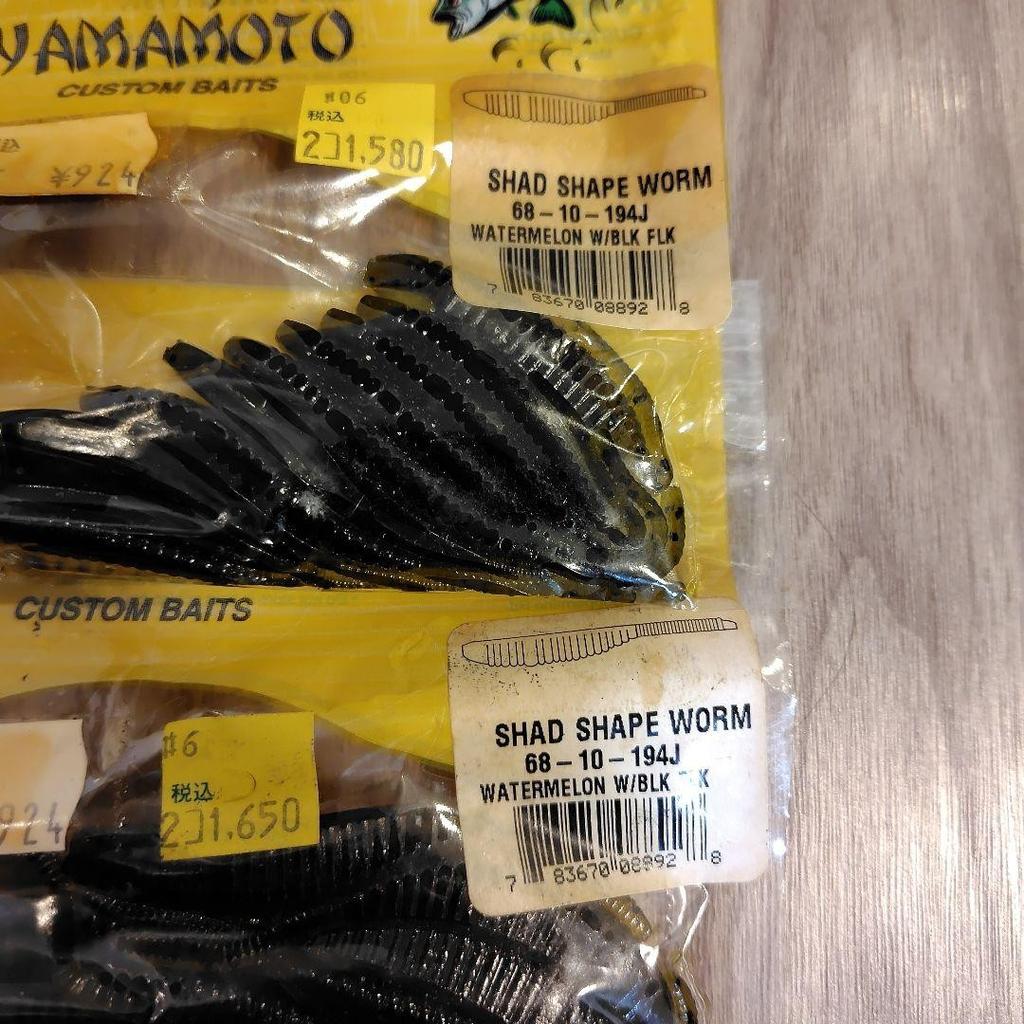 YAMAMOTO
CUSTOM BAITS
#06
税込
2コ1,580
¥924
SHAD SHAPE WORM
68-10-194J
WATERMELON W/BLK FLK
7 83670 08892 8
CUSTOM BAITS
SHAD SHAPE WORM
68-10-194J
WATERMELON W/BLK K
7 83670 08892 8
#6
税込
2コ1,650
924